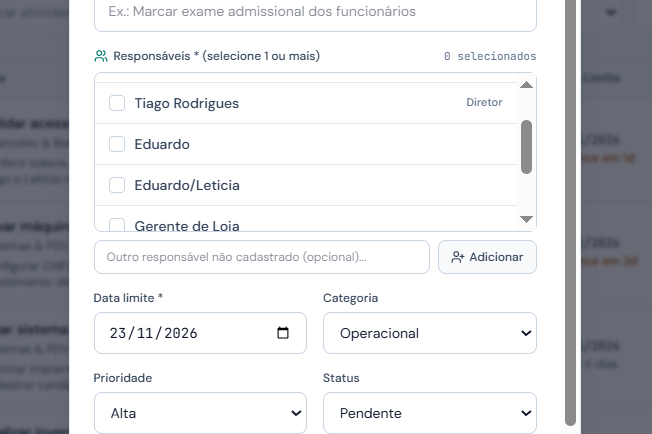 Ex.: Marcar exame admissional dos funcionários
Responsáveis * (selecione 1 ou mais)
0 selecionados
Tiago Rodrigues
Diretor
Eduardo
Eduardo/Leticia
Gerente de Loja
Outro responsável não cadastrado (opcional)...
Adicionar
Data limite *
Categoria
23/11/2026
Operacional
Prioridade
Status
Alta
Pendente